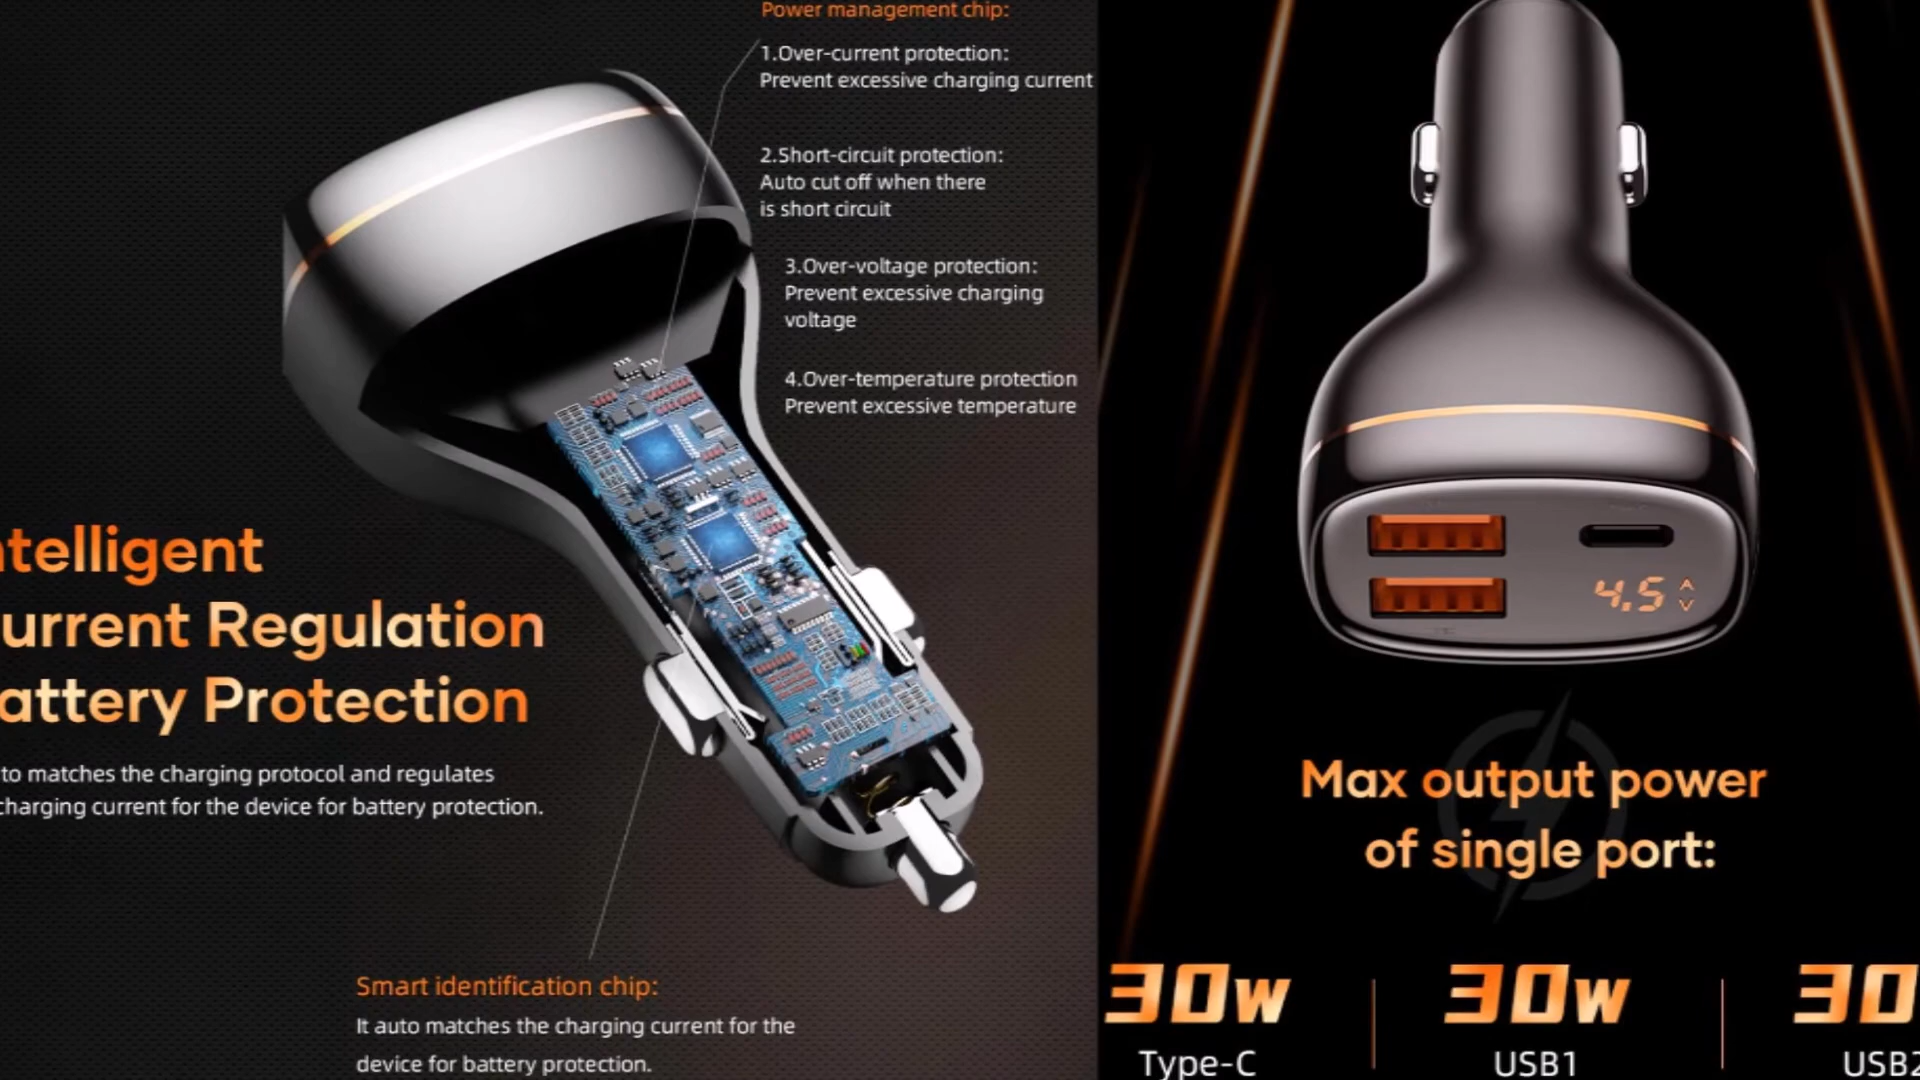 Power management chip:
1.Over-current protection:
Prevent excessive charging current
2.Short-circuit protection:
Auto cut off when there
is short circuit
3.Over-voltage protection:
Prevent excessive charging
voltage
4.Over-temperature protection
Prevent excessive temperature
ntelligent
urrent Regulation
attery Protection
to matches the charging protocol and regulates
charging current for the device for battery protection.
Smart identification chip:
It auto matches the charging current for the
device for battery protection.
4.5
Max output power
of single port:
30w
Type-C
30w
USB1
30
USB2